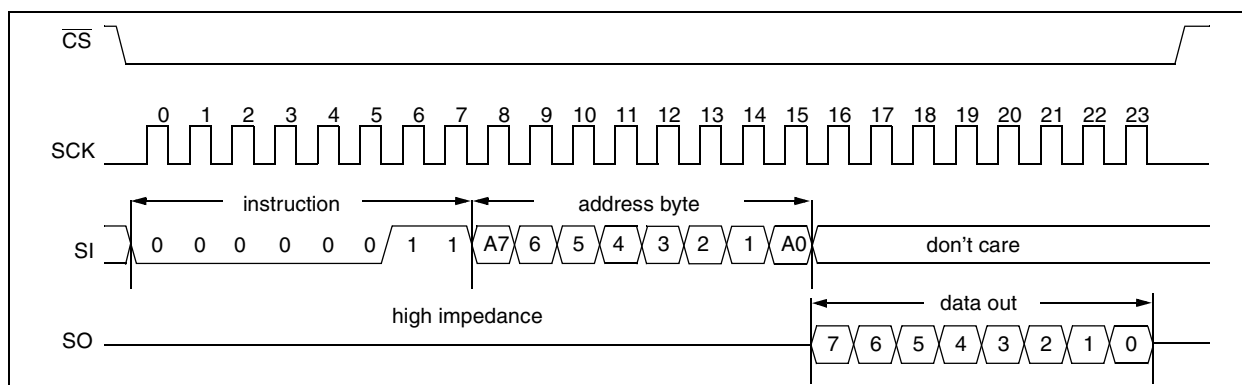 CS
0 1 2 3 4 5 6 7 8 9 10 11 12 13 14 15 16 17 18 19 20 21 22 23
SCK
instruction address byte
SI 0 0 0 0 0 0 1 1 A7 6 5 4 3 2 1 A0 don't care
data out
high impedance
SO 7 6 5 4 3 2 1 0